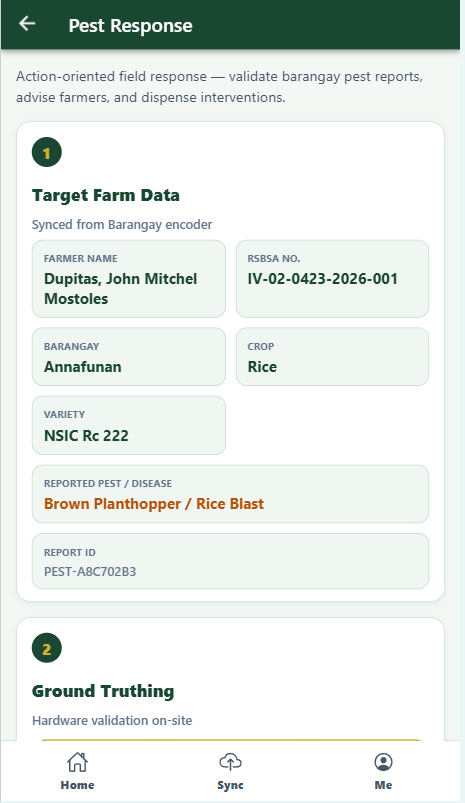 Pest Response
Action-oriented field response — validate barangay pest reports,
advise farmers, and dispense interventions.
1
Target Farm Data
Synced from Barangay encoder
FARMER NAME
Dupitas, John Mitchel
Mostoles
RSBSA NO.
IV-02-0423-2026-001
BARANGAY
Annafunan
CROP
Rice
VARIETY
NSIC Rc 222
REPORTED PEST / DISEASE
Brown Planthopper / Rice Blast
REPORT ID
PEST-A8C702B3
2
Ground Truthing
Hardware validation on-site
Home
Sync
Me